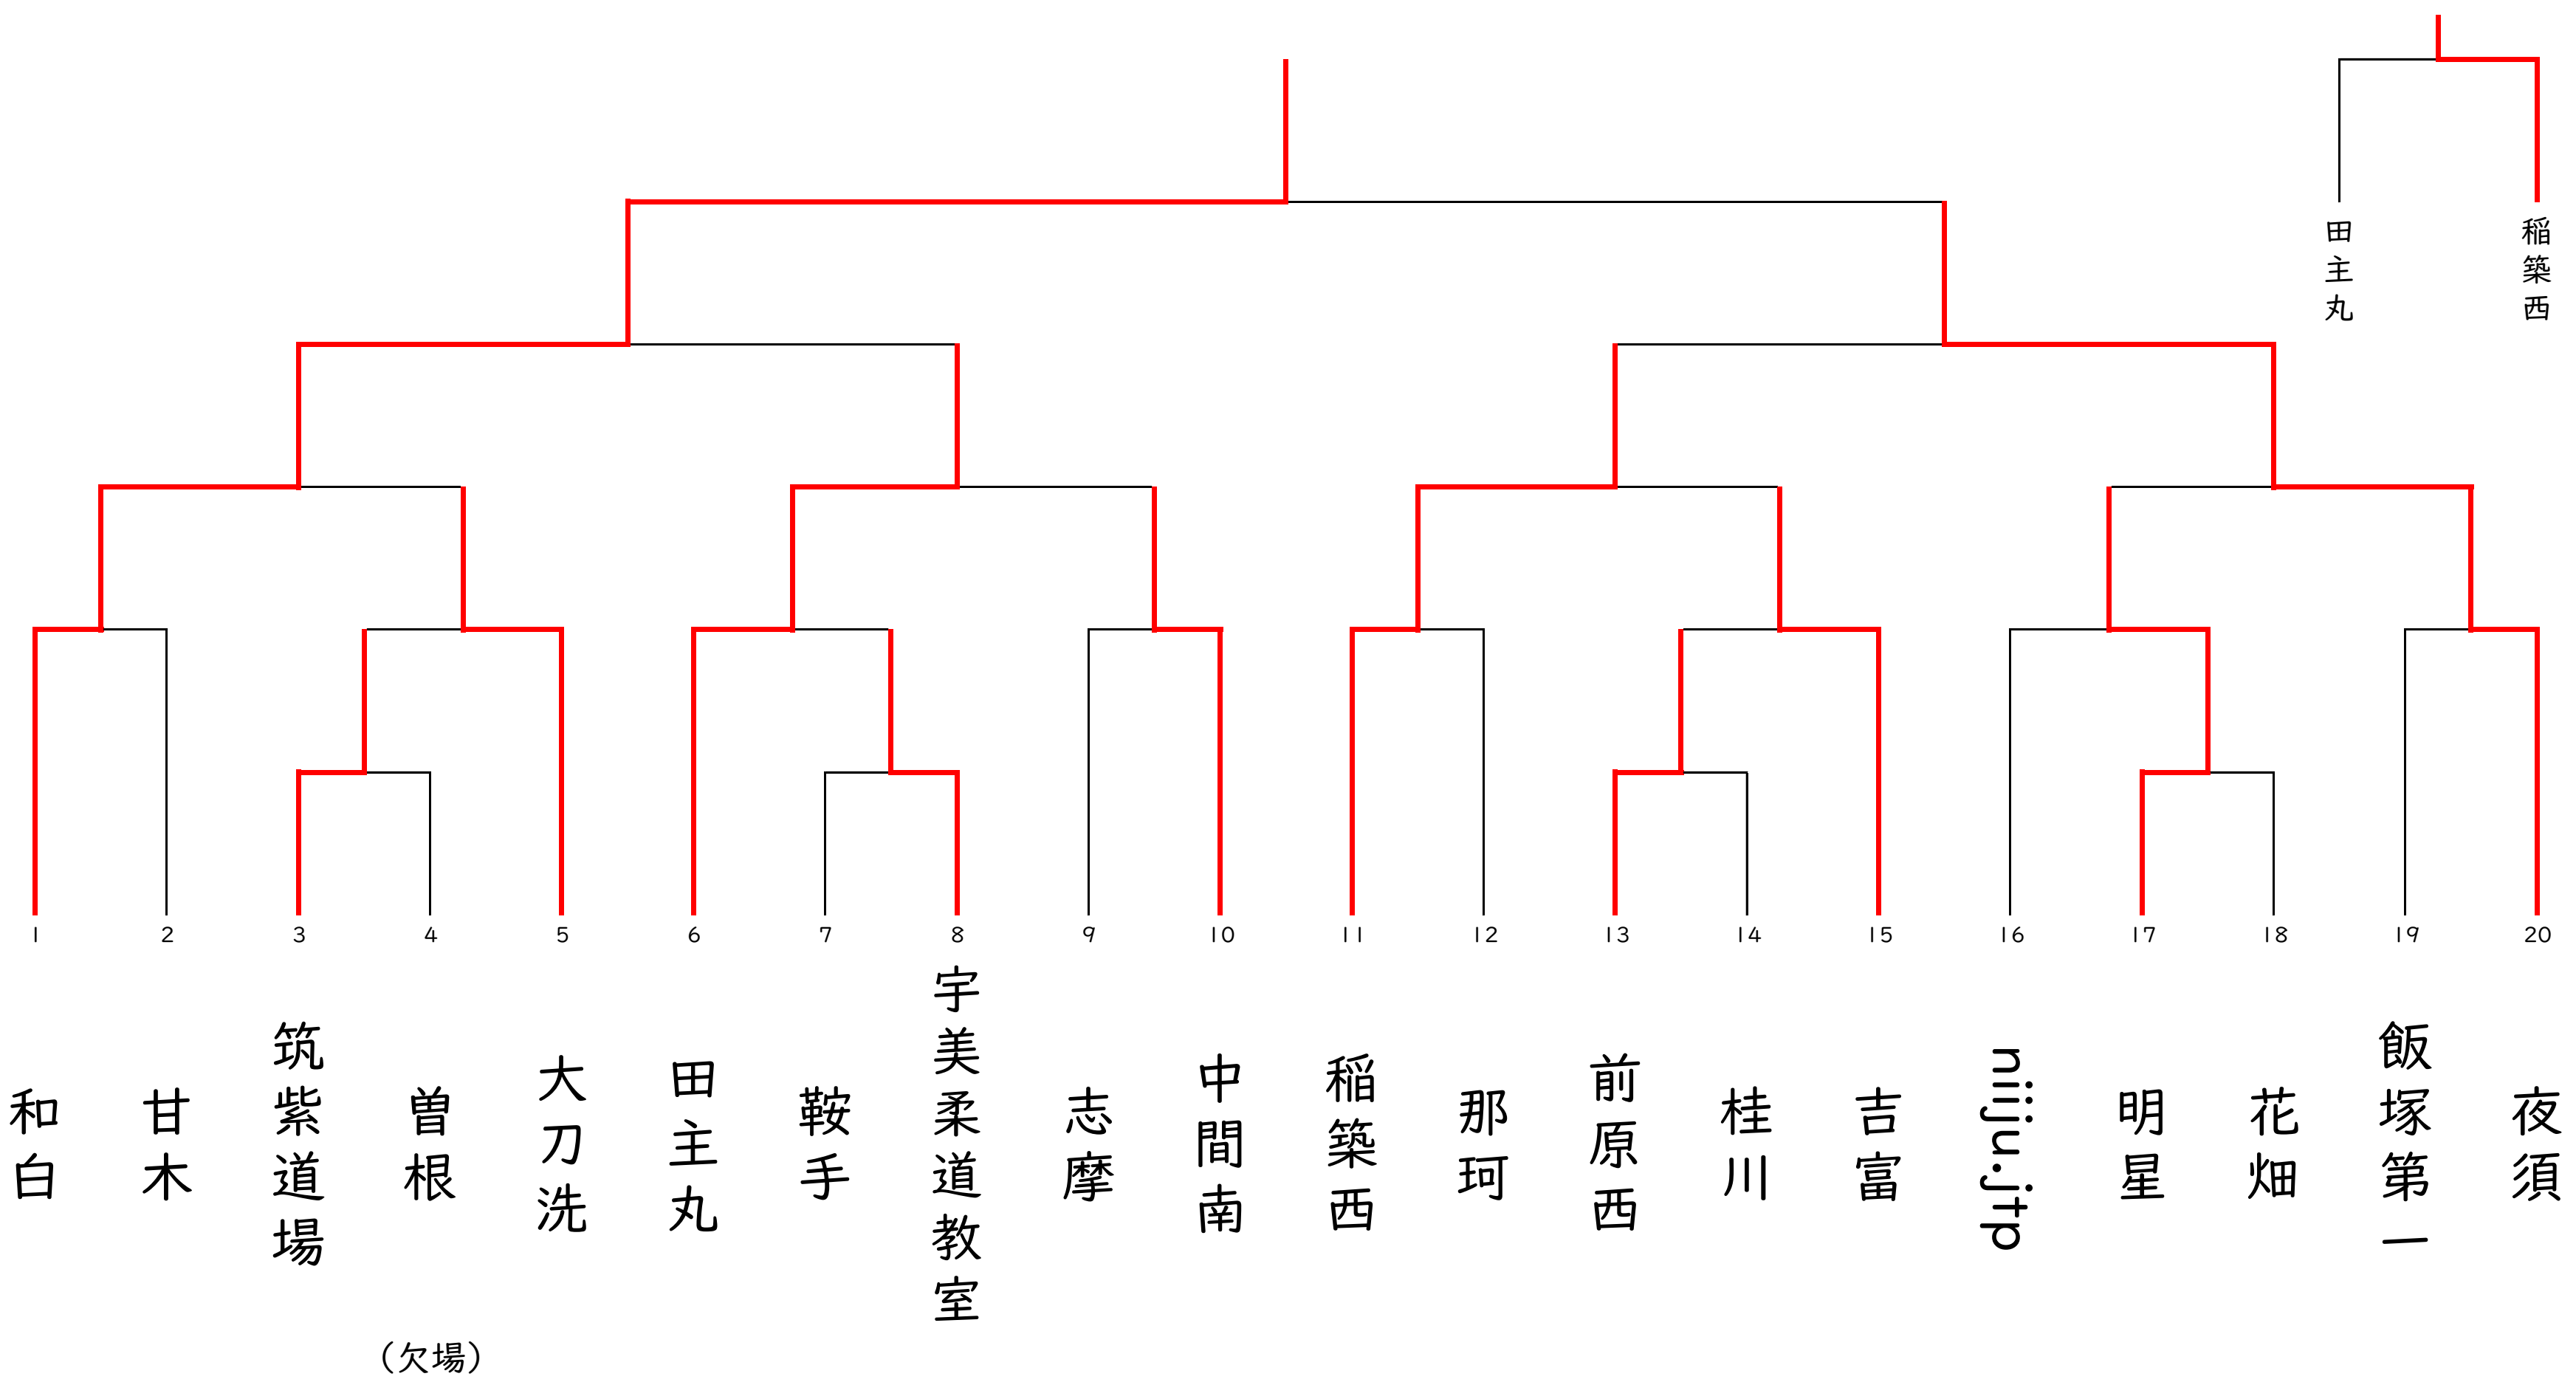 田主丸
稲築西
1
2
3
4
5
6
7
8
9
10
11
12
13
14
15
16
17
18
19
20
和白
甘木
筑紫道場
曽根
大刀洗
田主丸
鞍手
宇美柔道教室
志摩
中間南
稲築西
那珂
前原西
桂川
吉富
niiju.jtp
明星
花畑
飯塚第一
夜須
（欠場）